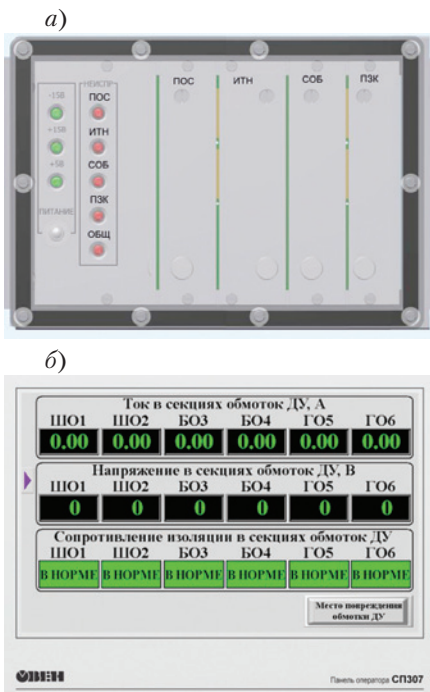 а)
-15В
+15В
+5В
ПИТАНИЕ
НЕИСПР
ПОС
ИТН
СОБ
ПЗК
ОБЩ
ПОС ИТН СОБ ПЗК
б)
Ток в секциях обмоток ДУ, А
ШО1 ШО2 БО3 БО4 ГО5 ГО6
0.00 0.00 0.00 0.00 0.00 0.00
Напряжение в секциях обмоток ДУ, В
ШО1 ШО2 БО3 БО4 ГО5 ГО6
0 0 0 0 0 0
Сопротивление изоляции в секциях обмоток ДУ
ШО1 ШО2 БО3 БО4 ГО5 ГО6
В НОРМЕ В НОРМЕ В НОРМЕ В НОРМЕ В НОРМЕ В НОРМЕ
Место повреждения
обмотки ДУ
ОВЕН
Панель оператора СП307